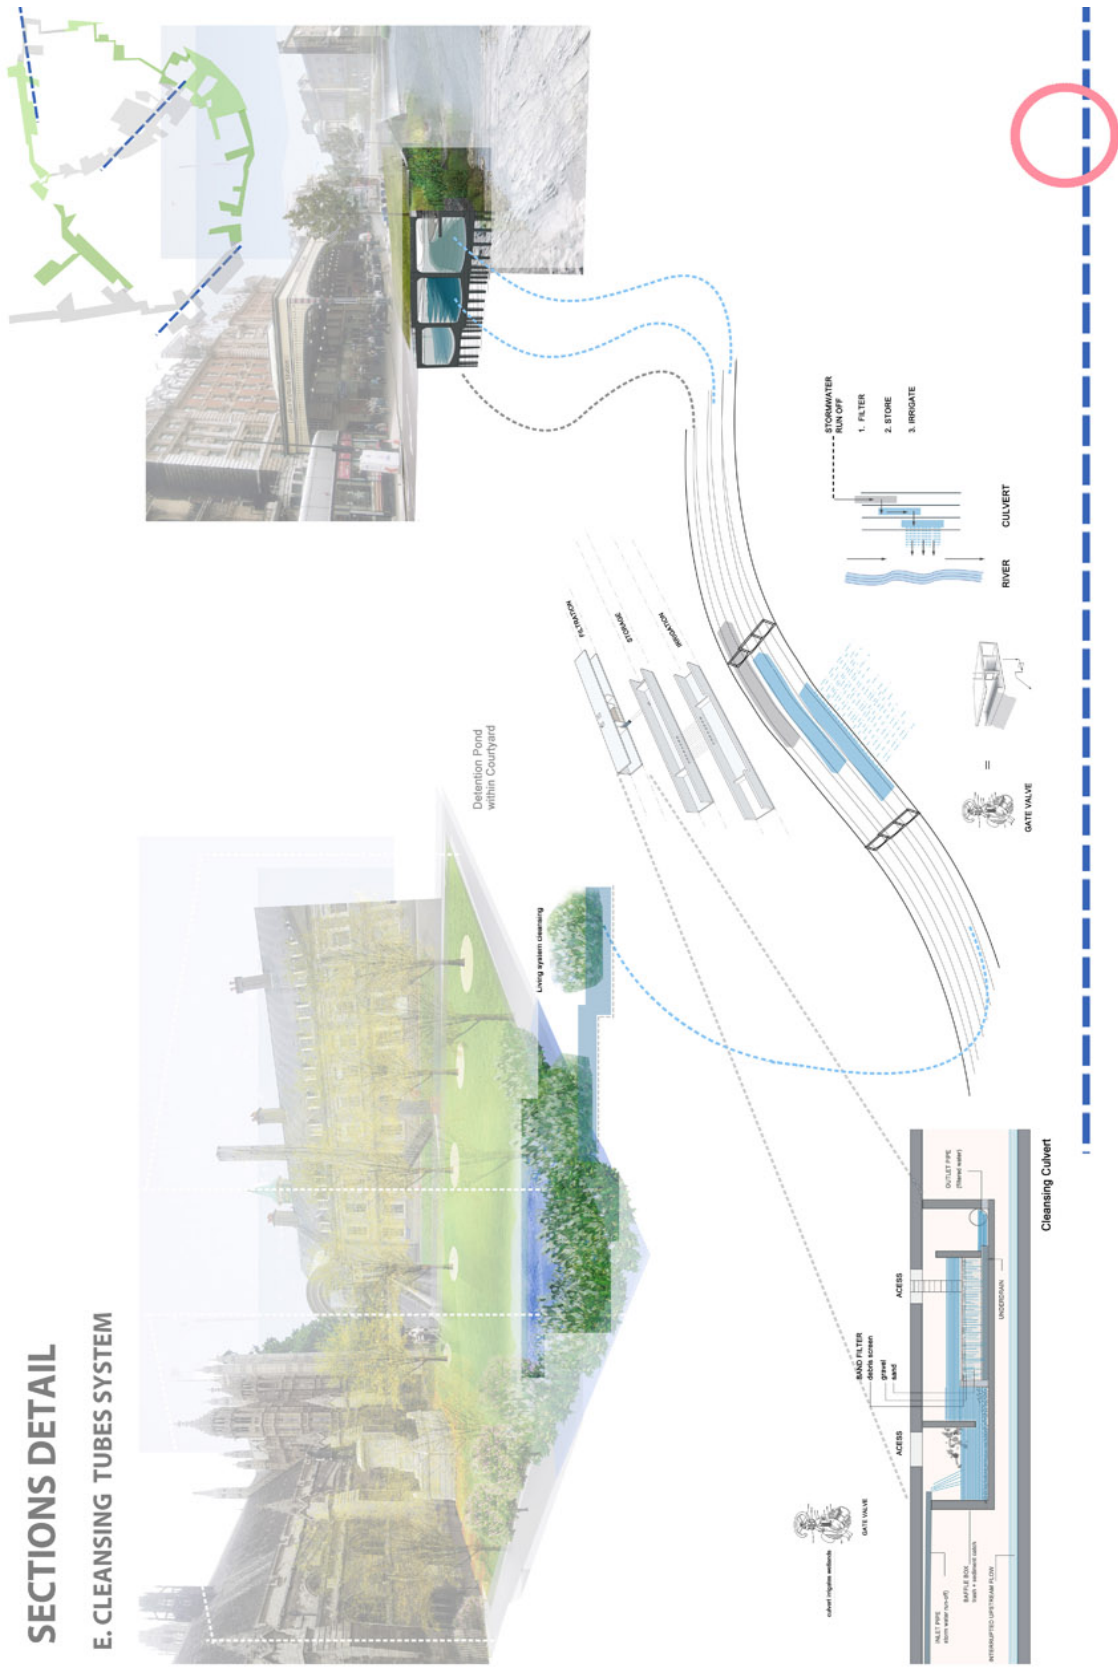 SECTIONS DETAIL
E. CLEANSING TUBES SYSTEM
Detention Pond
within Courtyard
Living system cleansing
FILTRATION
STORAGE
IRRIGATION
STORMWATER
RUN OFF
1. FILTER
2. STORE
3. IRRIGATE
RIVER
CULVERT
GATE VALVE
=
culvert irrigates wetlands
GATE VALVE
ACESS
SAND FILTER
debris screen
gravel
sand
ACESS
INLET PIPE
storm water run-off)
BAFFLE BOX
trash + sediment catch
INTERRUPTED UPSTREAM FLOW
UNDERDRAIN
OUTLET PIPE
(filtered water)
Cleansing Culvert